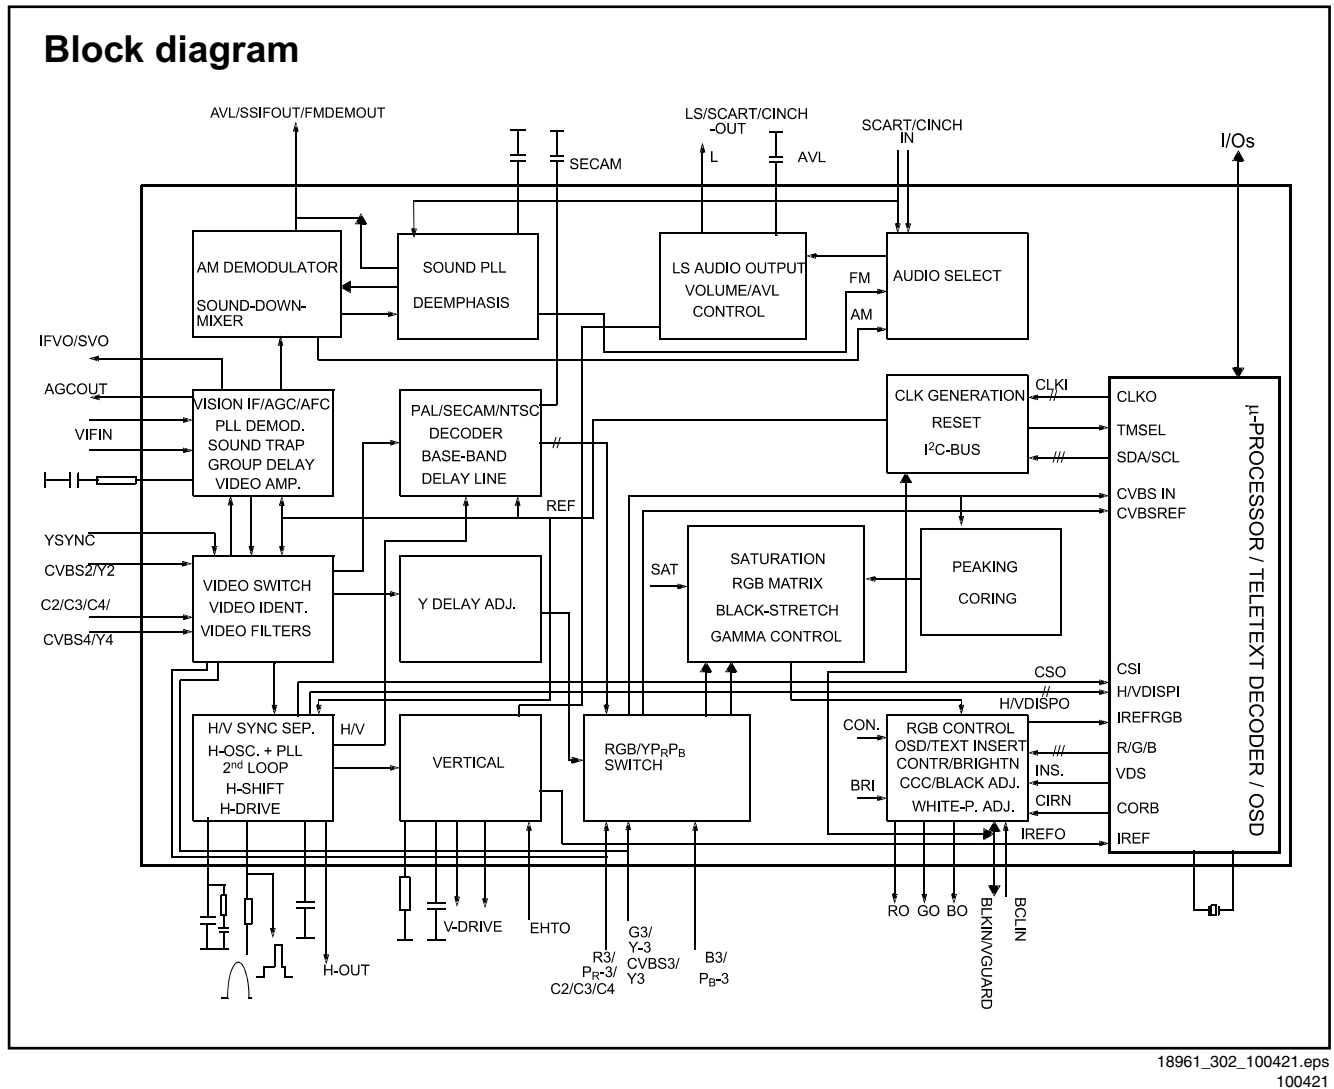 Block diagram
AVL/SSIFOUT/FMDEMOUT
LS/SCART/CINCH
-OUT
SCART/CINCH
IN
I/Os
SECAM
L
AVL
AM DEMODULATOR
SOUND-DOWN-
MIXER
SOUND PLL
DEEMPHASIS
LS AUDIO OUTPUT
VOLUME/AVL
CONTROL
FM
AM
AUDIO SELECT
IFVO/SVO
AGCOUT
VIFIN
VISION IF/AGC/AFC
PLL DEMOD.
SOUND TRAP
GROUP DELAY
VIDEO AMP.
PAL/SECAM/NTSC
DECODER
BASE-BAND
DELAY LINE
REF
CLK GENERATION
RESET
I²C-BUS
CLKI
CLKO
TMSEL
SDA/SCL
CVBS IN
CVBSREF
µ-PROCESSOR / TELETEXT DECODER / OSD
YSYNC
CVBS2/Y2
C2/C3/C4/
CVBS4/Y4
VIDEO SWITCH
VIDEO IDENT.
VIDEO FILTERS
Y DELAY ADJ.
SAT
SATURATION
RGB MATRIX
BLACK-STRETCH
GAMMA CONTROL
PEAKING
CORING
CSO
CSI
H/VDISPI
H/VDISPO
IREFRGB
R/G/B
INS.
VDS
CIRN
CORB
IREFO
IREF
H/V SYNC SEP.
H-OSC. + PLL
2nd LOOP
H-SHIFT
H-DRIVE
H/V
VERTICAL
RGB/YPRPB
SWITCH
CON.
BRI
RGB CONTROL
OSD/TEXT INSERT
CONTR/BRIGHTN
CCC/BLACK ADJ.
WHITE-P. ADJ.
H-OUT
V-DRIVE
EHTO
R3/
PR-3/
C2/C3/C4
G3/
Y-3
CVBS3/
Y3
B3/
PB-3
RO
GO
BO
BLKIN/VGUARD
BCLIN
18961_302_100421.eps
100421